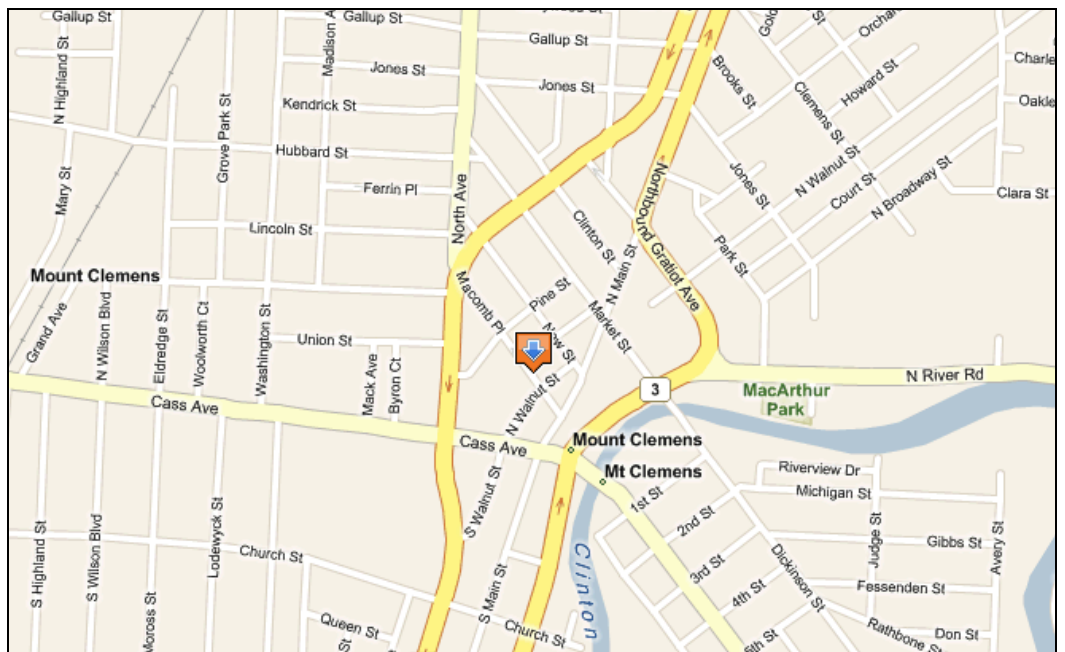 Gallup St
Gallup St
Gallup St
Madison A
N Highland St
Jones St
Jones St
Kendrick St
Grove Park St
Hubbard St
Ferrin Pl
Mary St
North Ave
Lincoln St
Brooks St
Clemens St
Orchar
Howard St
Charle
Oakle
N Walnut St
Court St
N Broadway St
Clara St
Jones St
Park St
Northbound Gratiot Ave
Clinton St
N Main St
Market St
Mount Clemens
Macomb Pl
Pine St
New St
Grand Ave
N Wilson Blvd
Eldredge St
Woolworth Ct
Washington St
Union St
Mack Ave
Byron Ct
N Walnut St
3
N River Rd
MacArthur
Park
Cass Ave
Cass Ave
Mount Clemens
Mt Clemens
S Walnut St
1st St
2nd St
3rd St
4th St
5th St
Riverview Dr
Michigan St
Judge St
Gibbs St
Avery St
Dickinson St
Fessenden St
Rathbone St
Don St
S Highland St
S Wilson Blvd
Moross St
Lodewyck St
Church St
Queen St
St
S Main St
Church St
Clinton